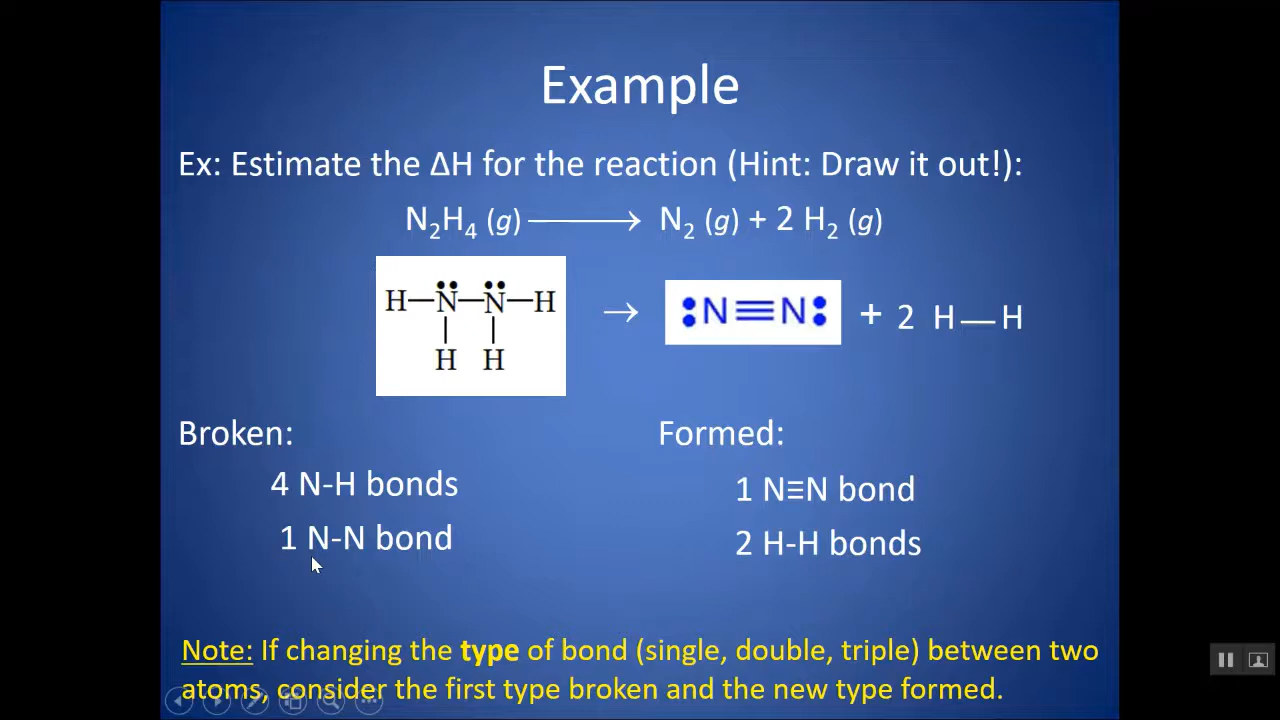 Example
Ex: Estimate the ΔH for the reaction (Hint: Draw it out!):
N₂H₄ (g) ⟶ N₂ (g) + 2 H₂ (g)
H—N̈—N̈—H → :N≡N: + 2 H—H
| |
H H
Broken: Formed:
4 N-H bonds 1 N≡N bond
1 N-N bond 2 H-H bonds
Note: If changing the type of bond (single, double, triple) between two
atoms, consider the first type broken and the new type formed.